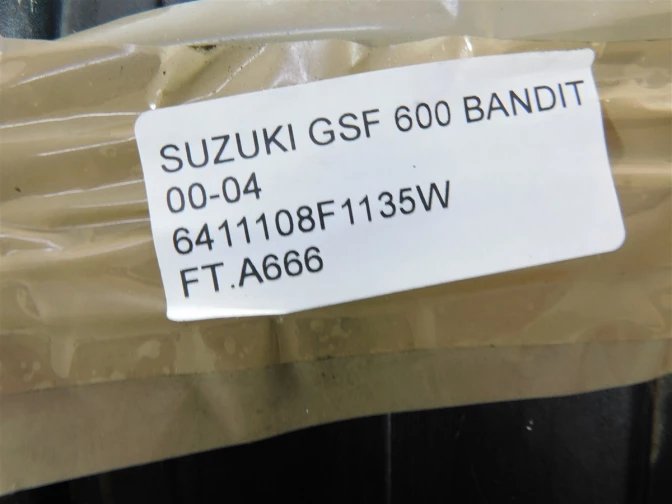 SUZUKI GSF 600 BANDIT
00-04
6411108F1135W
FT.A666